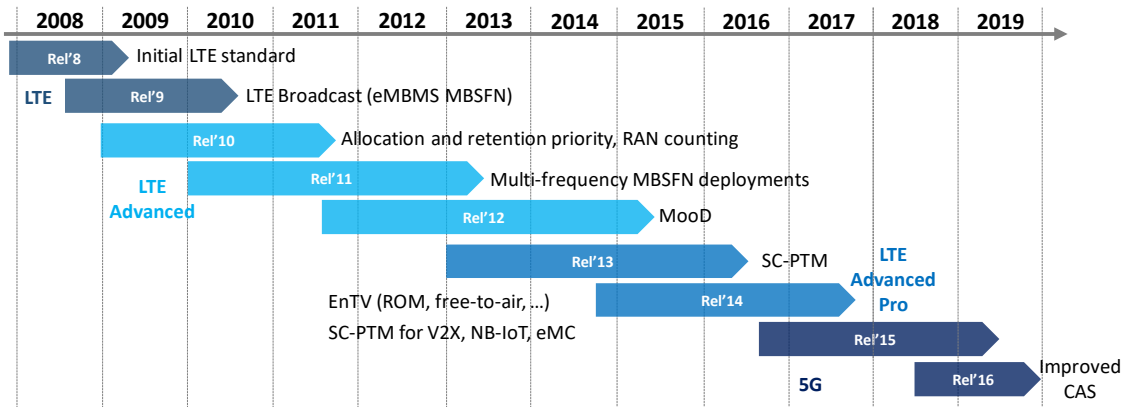 2008 2009 2010 2011 2012 2013 2014 2015 2016 2017 2018 2019
Rel'8 Initial LTE standard
LTE Rel'9 LTE Broadcast (eMBMS MBSFN)
Rel'10 Allocation and retention priority, RAN counting
Rel'11 Multi-frequency MBSFN deployments
LTE
Advanced
Rel'12 MooD
Rel'13 SC-PTM
LTE
Advanced
Pro
EnTV (ROM, free-to-air, ...) Rel'14
SC-PTM for V2X, NB-IoT, eMC Rel'15
5G Rel'16 Improved
CAS